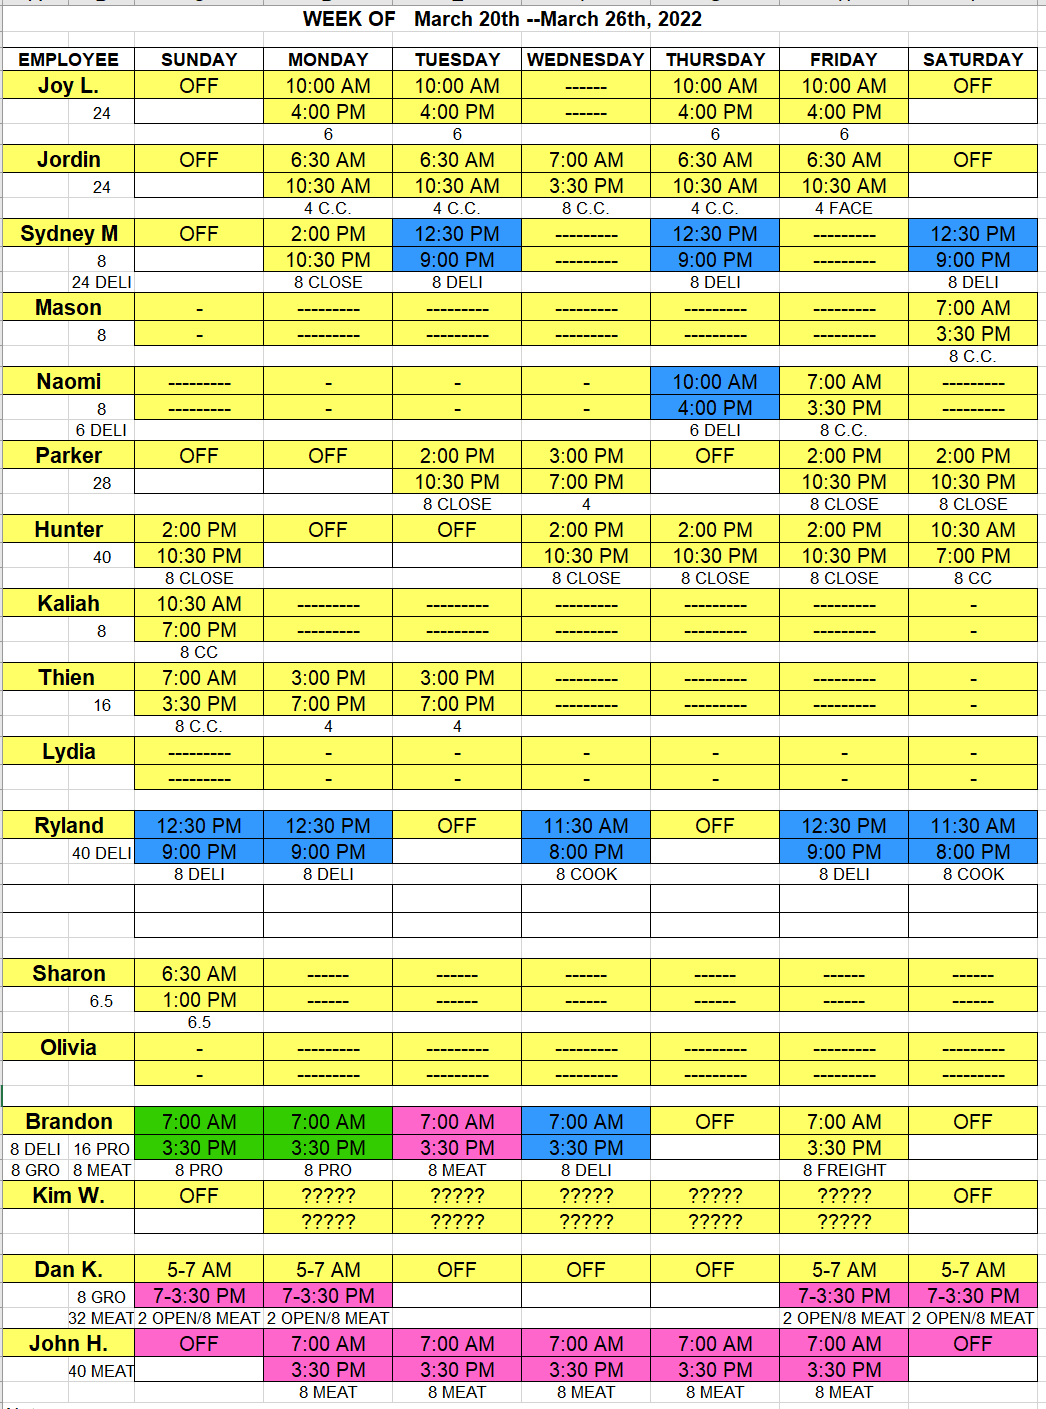 WEEK OF March 20th --March 26th, 2022
EMPLOYEE SUNDAY MONDAY TUESDAY WEDNESDAY THURSDAY FRIDAY SATURDAY
Joy L. OFF 10:00 AM 10:00 AM ------ 10:00 AM 10:00 AM OFF
24 4:00 PM 4:00 PM ------ 4:00 PM 4:00 PM
6 6 6 6
Jordin OFF 6:30 AM 6:30 AM 7:00 AM 6:30 AM 6:30 AM OFF
24 10:30 AM 10:30 AM 3:30 PM 10:30 AM 10:30 AM
4 C.C. 4 C.C. 8 C.C. 4 C.C. 4 FACE
Sydney M OFF 2:00 PM 12:30 PM --------- 12:30 PM --------- 12:30 PM
8 10:30 PM 9:00 PM --------- 9:00 PM --------- 9:00 PM
24 DELI 8 CLOSE 8 DELI 8 DELI 8 DELI
Mason - --------- --------- --------- --------- --------- 7:00 AM
8 - --------- --------- --------- --------- --------- 3:30 PM
8 C.C.
Naomi --------- - - - 10:00 AM 7:00 AM ---------
8 --------- - - - 4:00 PM 3:30 PM ---------
6 DELI 6 DELI 8 C.C.
Parker OFF OFF 2:00 PM 3:00 PM OFF 2:00 PM 2:00 PM
28 10:30 PM 7:00 PM 10:30 PM 10:30 PM
8 CLOSE 4 8 CLOSE 8 CLOSE
Hunter 2:00 PM OFF OFF 2:00 PM 2:00 PM 2:00 PM 10:30 AM
40 10:30 PM 10:30 PM 10:30 PM 10:30 PM 7:00 PM
8 CLOSE 8 CLOSE 8 CLOSE 8 CLOSE 8 CC
Kaliah 10:30 AM --------- --------- --------- --------- --------- -
8 7:00 PM --------- --------- --------- --------- --------- -
8 CC
Thien 7:00 AM 3:00 PM 3:00 PM --------- --------- --------- -
16 3:30 PM 7:00 PM 7:00 PM --------- --------- --------- -
8 C.C. 4 4
Lydia --------- - - - - - -
--------- - - - - - -
Ryland 12:30 PM 12:30 PM OFF 11:30 AM OFF 12:30 PM 11:30 AM
40 DELI 9:00 PM 9:00 PM 8:00 PM 9:00 PM 8:00 PM
8 DELI 8 DELI 8 COOK 8 DELI 8 COOK
Sharon 6:30 AM ------ ------ ------ ------ ------ ------
6.5 1:00 PM ------ ------ ------ ------ ------ ------
6.5
Olivia - --------- --------- --------- --------- --------- ---------
- --------- --------- --------- --------- --------- ---------
Brandon 7:00 AM 7:00 AM 7:00 AM 7:00 AM OFF 7:00 AM OFF
8 DELI 16 PRO 3:30 PM 3:30 PM 3:30 PM 3:30 PM 3:30 PM
8 GRO 8 MEAT 8 PRO 8 PRO 8 MEAT 8 DELI 8 FREIGHT
Kim W. OFF ????? ????? ????? ????? ????? OFF
????? ????? ????? ????? ?????
Dan K. 5-7 AM 5-7 AM OFF OFF OFF 5-7 AM 5-7 AM
8 GRO 7-3:30 PM 7-3:30 PM 7-3:30 PM 7-3:30 PM
32 MEAT 2 OPEN/8 MEAT 2 OPEN/8 MEAT 2 OPEN/8 MEAT 2 OPEN/8 MEAT
John H. OFF 7:00 AM 7:00 AM 7:00 AM 7:00 AM 7:00 AM OFF
40 MEAT 3:30 PM 3:30 PM 3:30 PM 3:30 PM 3:30 PM
8 MEAT 8 MEAT 8 MEAT 8 MEAT 8 MEAT